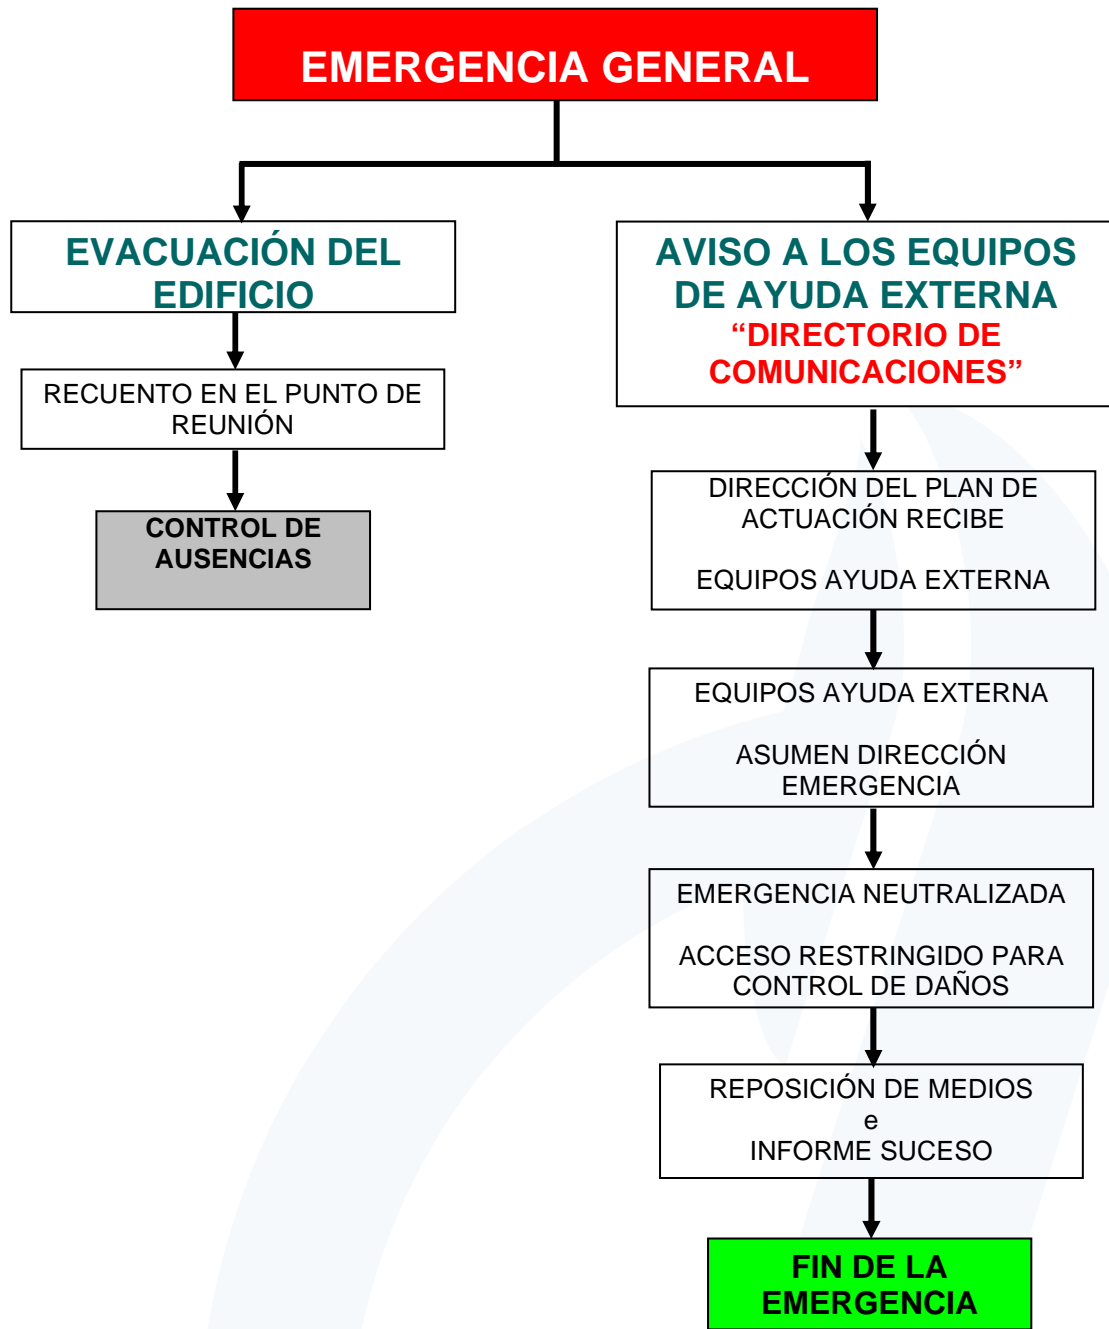 EMERGENCIA GENERAL
EVACUACIÓN DEL
EDIFICIO
RECUENTO EN EL PUNTO DE
REUNIÓN
CONTROL DE
AUSENCIAS
AVISO A LOS EQUIPOS
DE AYUDA EXTERNA
“DIRECTORIO DE
COMUNICACIONES”
DIRECCIÓN DEL PLAN DE
ACTUACIÓN RECIBE
EQUIPOS AYUDA EXTERNA
EQUIPOS AYUDA EXTERNA
ASUMEN DIRECCIÓN
EMERGENCIA
EMERGENCIA NEUTRALIZADA
ACCESO RESTRINGIDO PARA
CONTROL DE DAÑOS
REPOSICIÓN DE MEDIOS
e
INFORME SUCESO
FIN DE LA
EMERGENCIA